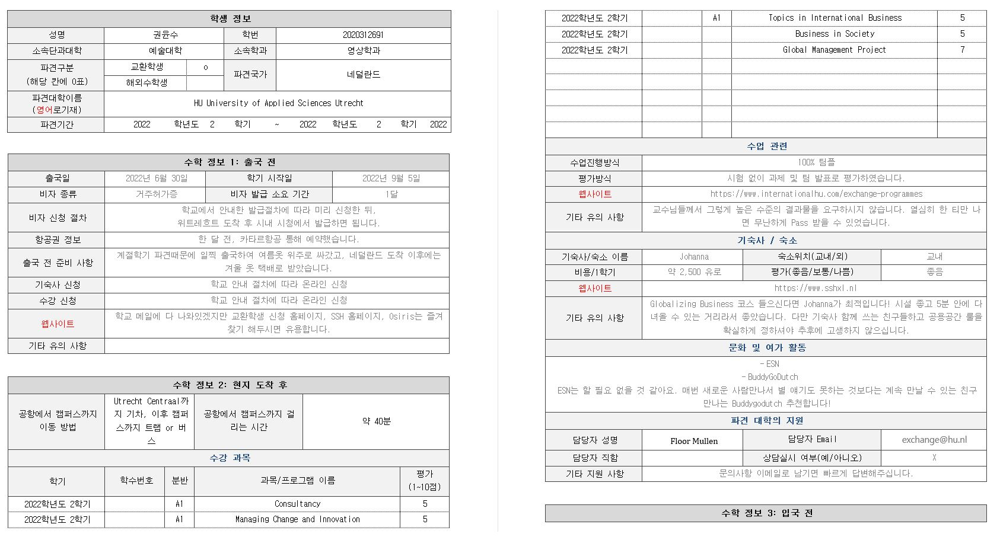 학생 정보
성명 권윤수 학번 2020312691
소속단과대학 예술대학 소속학과 영상학과
파견구분
(해당 칸에 O표)
교환학생 o
해외수학생
파견국가 네덜란드
파견대학이름
(영어로기재)
HU University of Applied Sciences Utrecht
파견기간 2022 학년도 2 학기 ~ 2022 학년도 2 학기 2022
수학 정보 1: 출국 전
출국일 2022년 6월 30일 학기 시작일 2022년 9월 5일
비자 종류 거주허가증 비자 발급 소요 기간 1달
비자 신청 절차
학교에서 안내한 발급절차에 따라 미리 신청한 뒤,
위트레흐트 도착 후 시내 시청에서 발급하면 됩니다.
항공권 정보 한 달 전, 카타르항공 통해 예약했습니다.
출국 전 준비 사항
계절학기 파견때문에 일찍 출국하여 여름옷 위주로 싸갔고, 네덜란드 도착 이후에는
겨울 옷 택배로 받았습니다.
기숙사 신청 학교 안내 절차에 따라 온라인 신청
수강 신청 학교 안내 절차에 따라 온라인 신청
웹사이트
학교 메일에 다 나와있겠지만 교환학생 신청 홈페이지, SSH 홈페이지, Osiris는 즐겨
찾기 해두시면 유용합니다.
기타 유의 사항
수학 정보 2: 현지 도착 후
공항에서 캠퍼스까지
이동 방법
Utrecht Centraal까
지 기차, 이후 캠퍼
스까지 트램 or 버
스
공항에서 캠퍼스까지 걸
리는 시간
약 40분
수강 과목
학기 학수번호 분반 과목/프로그램 이름 평가
(1~10점)
2022학년도 2학기 A1 Consultancy 5
2022학년도 2학기 A1 Managing Change and Innovation 5
2022학년도 2학기 A1 Topics in International Business 5
2022학년도 2학기 Business in Society 5
2022학년도 2학기 Global Management Project 7
수업 관련
수업진행방식 100% 팀플
평가방식 시험 없이 과제 및 팀 발표로 평가하였습니다.
웹사이트 https://www.internationalhu.com/exchange-programmes
기타 유의 사항
교수님들께서 그렇게 높은 수준의 결과물을 요구하시지 않습니다. 열심히 한 티만 나
면 무난하게 Pass 받을 수 있었습니다.
기숙사 / 숙소
기숙사/숙소 이름 Johanna 숙소위치(교내/외) 교내
비용/1학기 약 2,500 유로 평가(좋음/보통/나쁨) 좋음
웹사이트 https://www.sshxl.nl
기타 유의 사항
Globalizing Business 코스 들으신다면 Johanna가 최적입니다! 시설 좋고 5분 안에 다
녀올 수 있는 거리라서 좋았습니다. 다만 기숙사 함께 쓰는 친구들하고 공용공간 룰을
확실하게 정하셔야 추후에 고생하지 않으십니다.
문화 및 여가 활동
- ESN
- BuddyGoDutch
ESN는 할 필요 없을 것 같아요. 매번 새로운 사람만나서 별 얘기도 못하는 것보다는 계속 만날 수 있는 친구
만나는 Buddygodutch 추천합니다!
파견 대학의 지원
담당자 성명 Floor Mullen 담당자 Email exchange@hu.nl
담당자 직함 상담실시 여부(예/아니오) X
기타 지원 사항 문의사항 이메일로 남기면 빠르게 답변해주십니다.
수학 정보 3: 입국 전